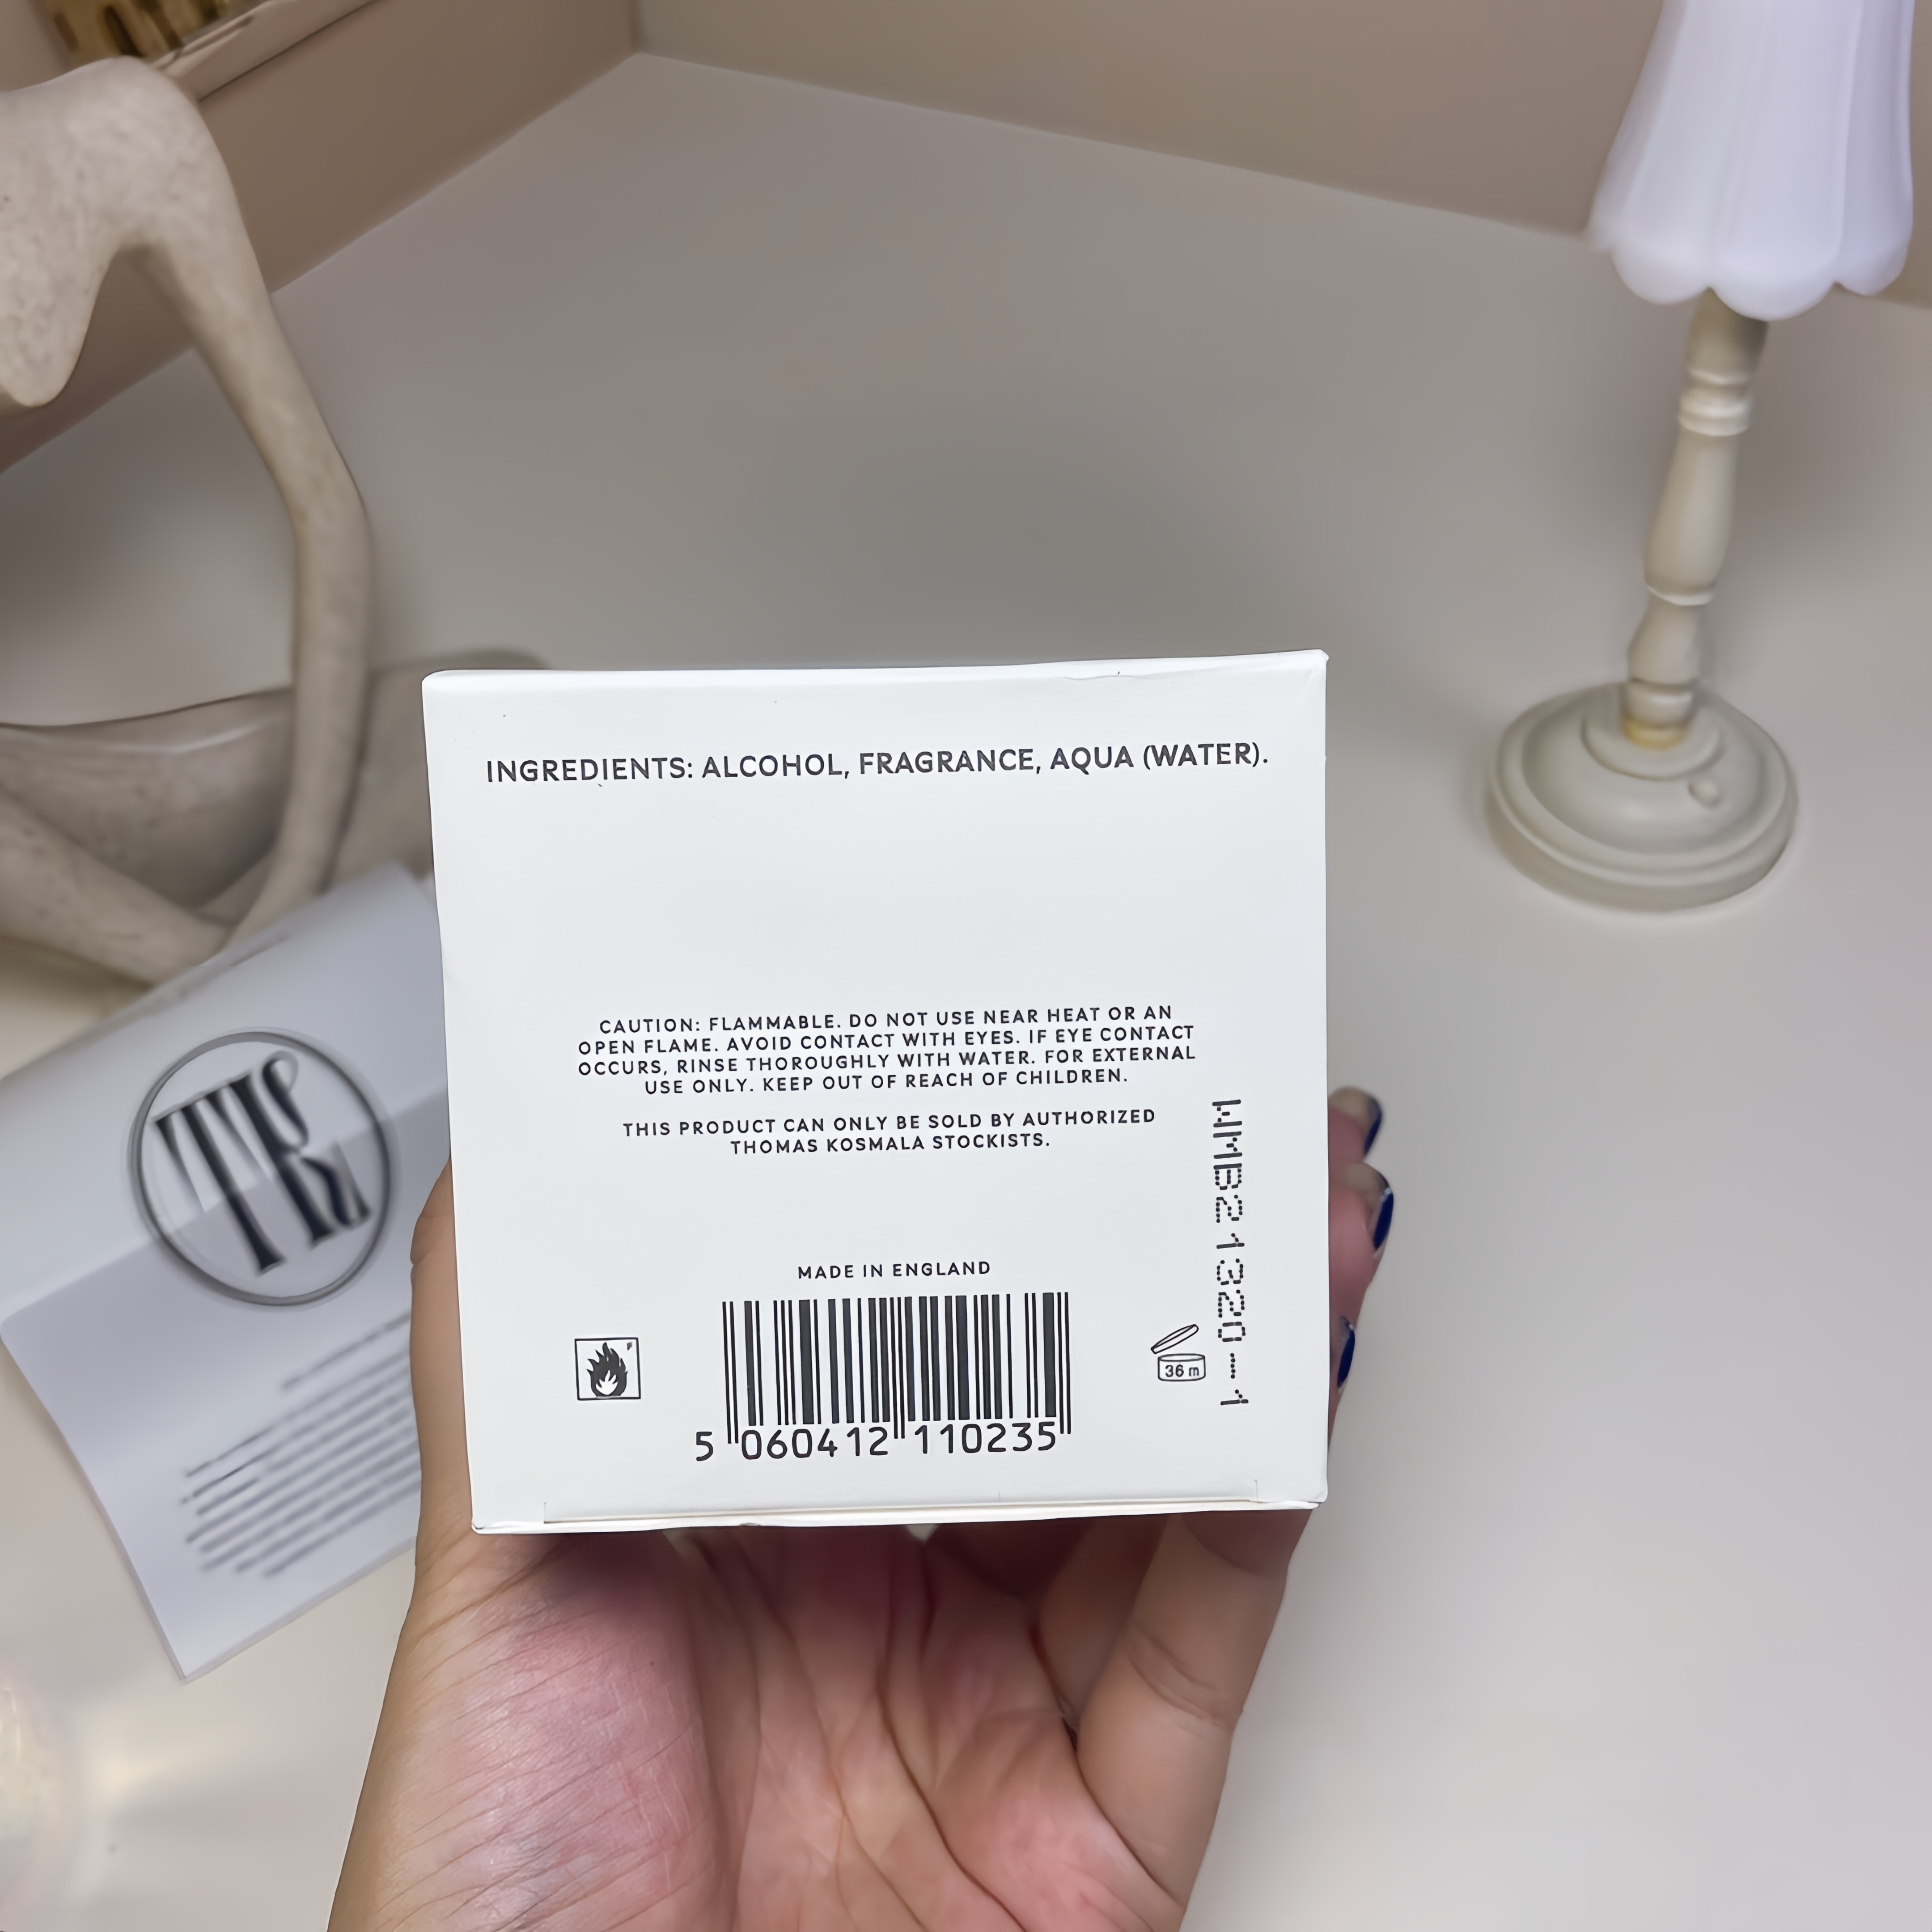 INGREDIENTS: ALCOHOL, FRAGRANCE, AQUA (WATER).
CAUTION: FLAMMABLE. DO NOT USE NEAR HEAT OR AN
OPEN FLAME. AVOID CONTACT WITH EYES. IF EYE CONTACT
OCCURS, RINSE THOROUGHLY WITH WATER. FOR EXTERNAL
USE ONLY. KEEP OUT OF REACH OF CHILDREN.
THIS PRODUCT CAN ONLY BE SOLD BY AUTHORIZED
THOMAS KOSMALA STOCKISTS.
WMB21320-1
MADE IN ENGLAND
36 m
5 060412 110235
TK